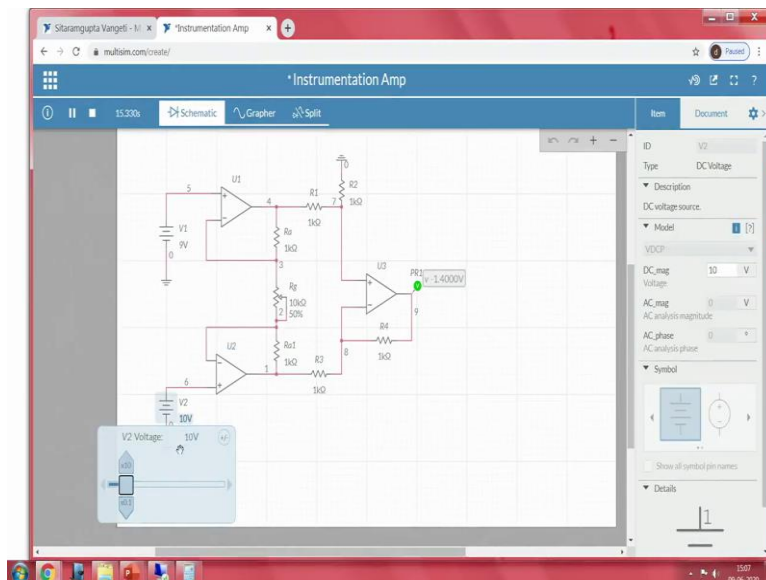 Sitaramgupta Vangeti - M x
*Instrumentation Amp x
multisim.com/create/
d Paused
*Instrumentation Amp
15.330s Schematic Grapher Split
Item Document
ID V2
Type DC Voltage
Description
DC voltage source.
Model i [?]
VDCP
DC_mag 10 V
Voltage
AC_mag 0 V
AC analysis magnitude
AC_phase 0 °
AC analysis phase
Symbol
Show all symbol pin names
Details
1
0
U1
R2
1kΩ
5
4
R1
7
1kΩ
V1
9V
0
Ra
1kΩ
3
U3
PR1
v -1.4000V
Rg
10kΩ
2
50%
9
R4
1kΩ
8
U2
Ra1
1kΩ
1
R3
1kΩ
6
V2
10V
0
V2 Voltage: 10V +/-
x10
x0.1
15:07